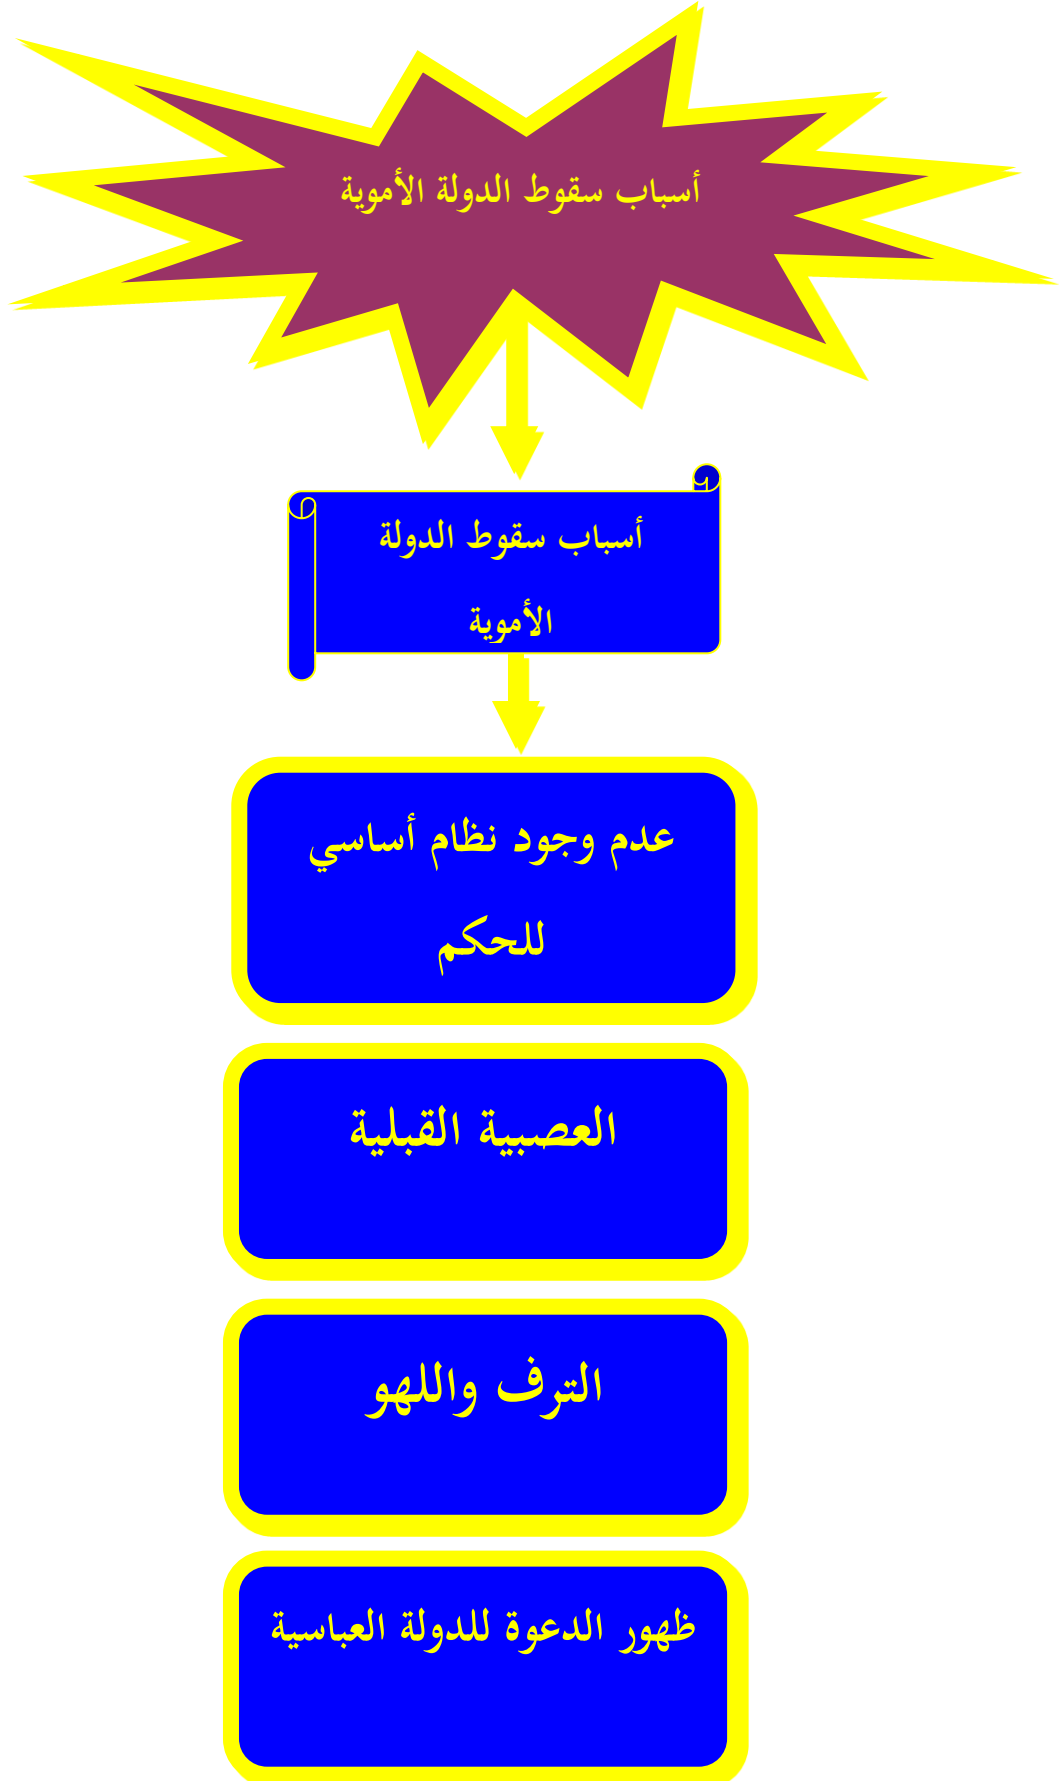 أسباب سقوط الدولة الأموية
أسباب سقوط الدولة
الأموية
عدم وجود نظام أساسي
للحكم
العصبية القبلية
الترف واللهو
ظهور الدعوة للدولة العباسية